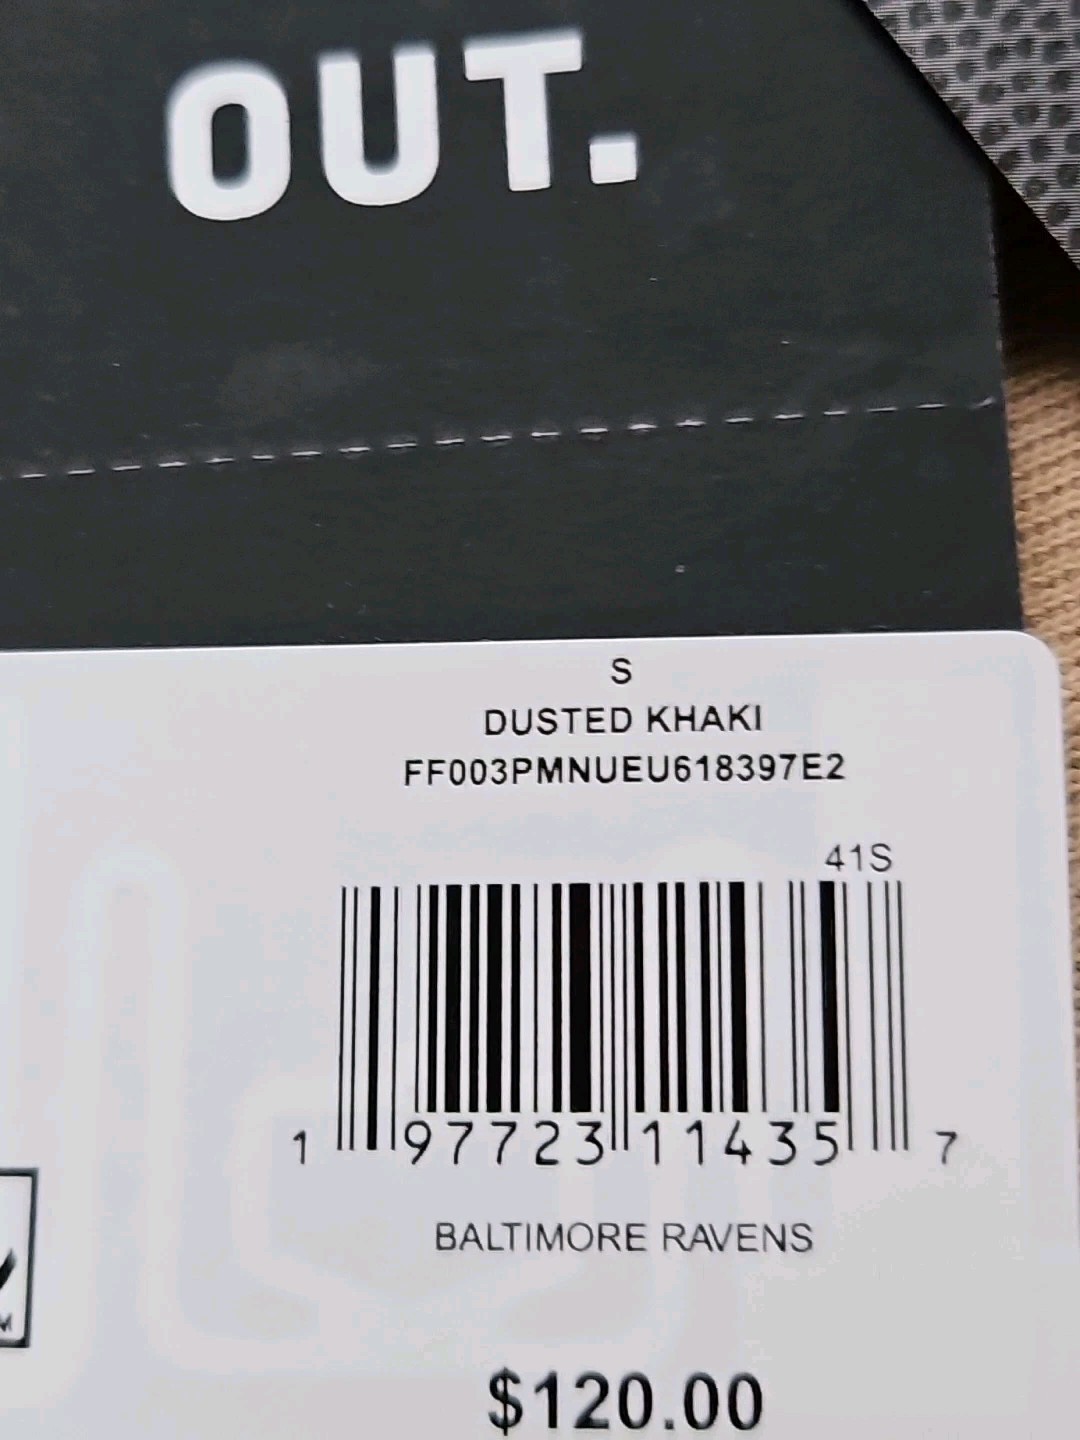 OUT.
S
DUSTED KHAKI
FF003PMNUEU618397E2
41S
1 97723 11435 7
BALTIMORE RAVENS
M
$120.00